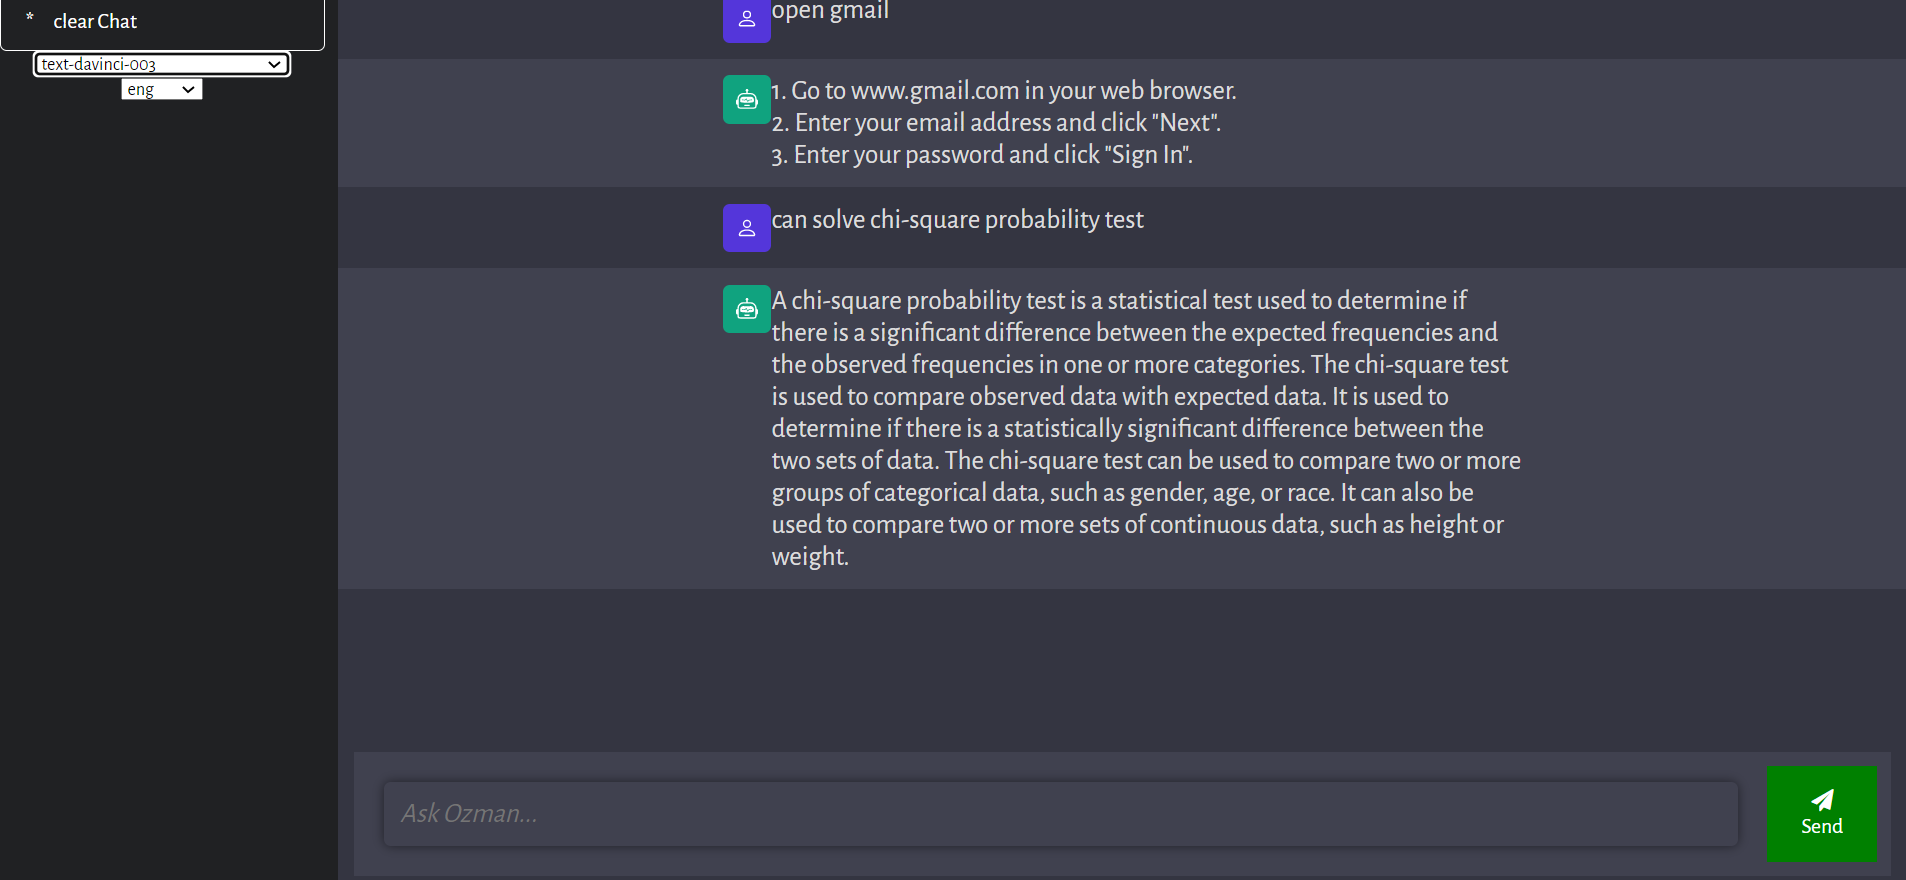 * clear Chat
text-davinci-003
eng
open gmail
1. Go to www.gmail.com in your web browser.
2. Enter your email address and click "Next".
3. Enter your password and click "Sign In".
can solve chi-square probability test
A chi-square probability test is a statistical test used to determine if
there is a significant difference between the expected frequencies and
the observed frequencies in one or more categories. The chi-square test
is used to compare observed data with expected data. It is used to
determine if there is a statistically significant difference between the
two sets of data. The chi-square test can be used to compare two or more
groups of categorical data, such as gender, age, or race. It can also be
used to compare two or more sets of continuous data, such as height or
weight.
Ask Ozman...
Send